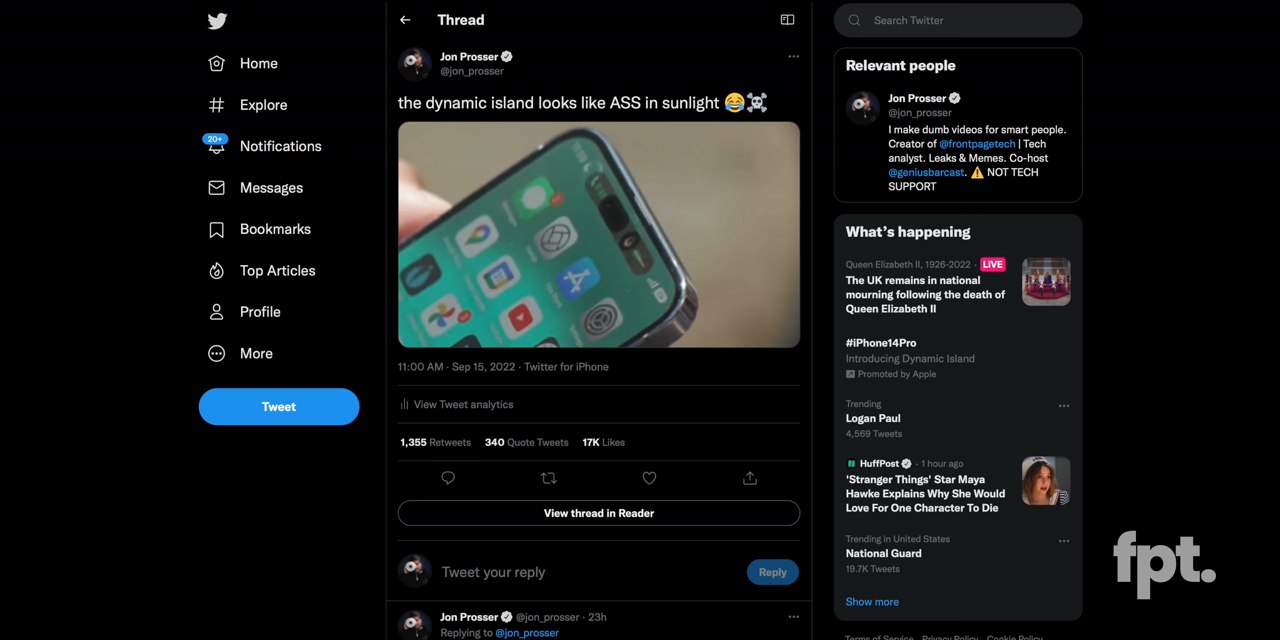 Home
Explore
20+
Notifications
Messages
Bookmarks
Top Articles
Profile
More
Tweet
Thread
Jon Prosser
@jon_prosser
the dynamic island looks like ASS in sunlight 😂☠️
11:00 AM · Sep 15, 2022 · Twitter for iPhone
View Tweet analytics
1,355 Retweets 340 Quote Tweets 17K Likes
View thread in Reader
Tweet your reply
Reply
Jon Prosser @jon_prosser · 23h
Replying to @jon_prosser
Search Twitter
Relevant people
Jon Prosser
@jon_prosser
I make dumb videos for smart people.
Creator of @frontpagetech | Tech
analyst. Leaks & Memes. Co-host
@geniusbarcast. ⚠️ NOT TECH
SUPPORT
What's happening
Queen Elizabeth II, 1926-2022 · LIVE
The UK remains in national
mourning following the death of
Queen Elizabeth II
#iPhone14Pro
Introducing Dynamic Island
Promoted by Apple
Trending
Logan Paul
4,569 Tweets
HuffPost · 1 hour ago
'Stranger Things' Star Maya
Hawke Explains Why She Would
Love For One Character To Die
Trending in United States
National Guard
19.7K Tweets
Show more
Terms of Service Privacy Policy Cookie Policy
fpt.